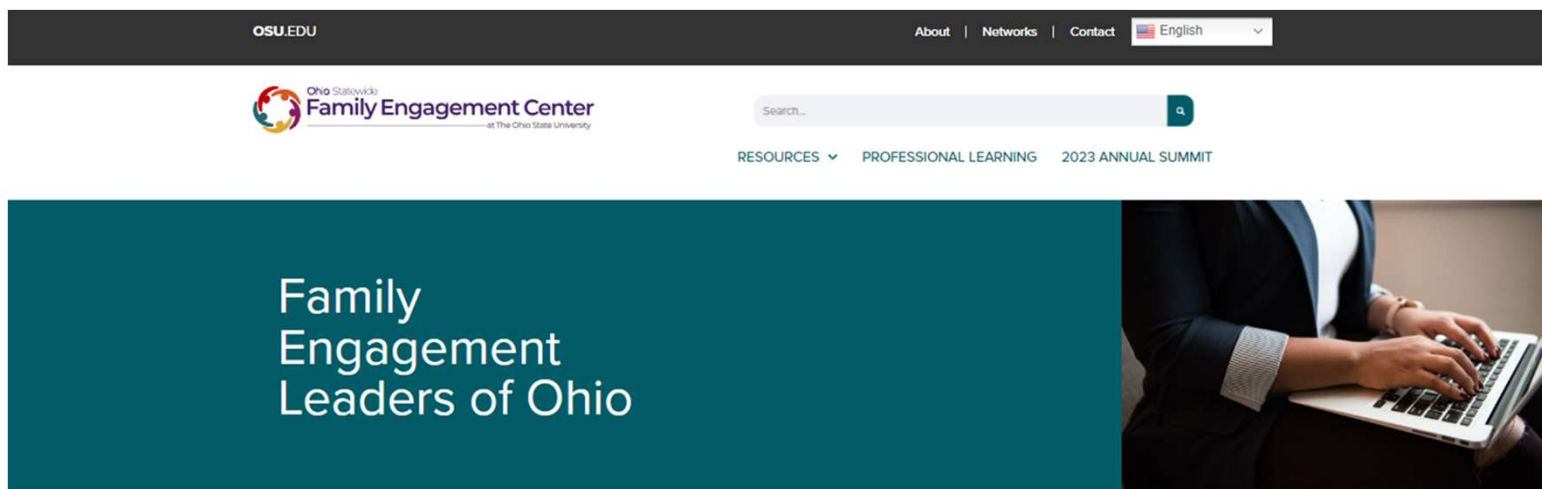 OSU.EDU
About | Networks | Contact
English
Ohio Statewide
Family Engagement Center
at The Ohio State University
Search...
RESOURCES
PROFESSIONAL LEARNING
2023 ANNUAL SUMMIT
Family
Engagement
Leaders of Ohio